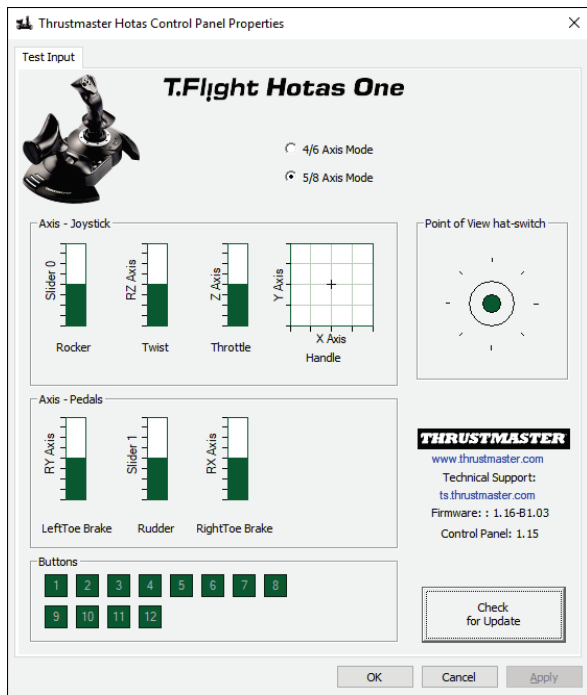 Thrustmaster Hotas Control Panel Properties
Test Input
T.Flight Hotas One
4/6 Axis Mode
5/8 Axis Mode
Axis - Joystick
Slider 0
RZ Axis
Z Axis
Y Axis
X Axis
Rocker
Twist
Throttle
Handle
Point of View hat-switch
Axis - Pedals
RY Axis
Slider 1
RX Axis
LeftToe Brake
Rudder
RightToe Brake
THRUSTMASTER
www.thrustmaster.com
Technical Support:
ts.thrustmaster.com
Firmware: : 1.16-B1.03
Control Panel: 1.15
Buttons
1 2 3 4 5 6 7 8
9 10 11 12
Check
for Update
OK
Cancel
Apply